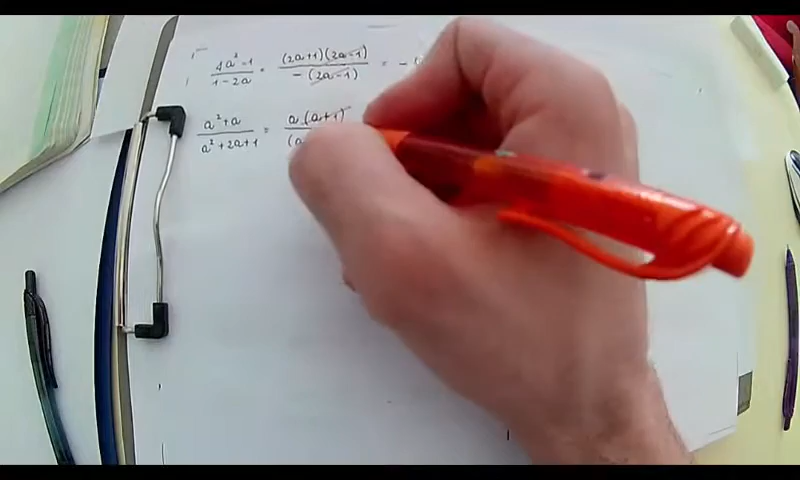 4a²-1 / 1-2a = (2a+1)(2a-1) / -(2a-1) = -
a²+a / a²+2a+1 = a(a+1) / (a